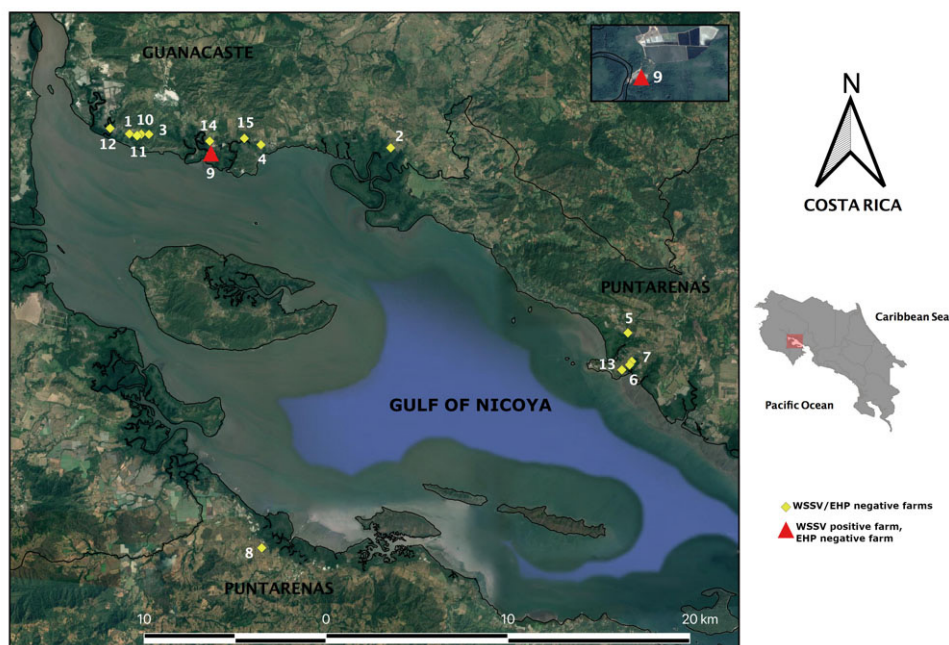 GUANACASTE
9
N
COSTA RICA
1 10
3
14
15
2
12
11
4
9
PUNTARENAS
Caribbean Sea
5
7
13
6
GULF OF NICOYA
Pacific Ocean
WSSV/EHP negative farms
WSSV positive farm,
EHP negative farm
8
PUNTARENAS
10
0
10
20 km